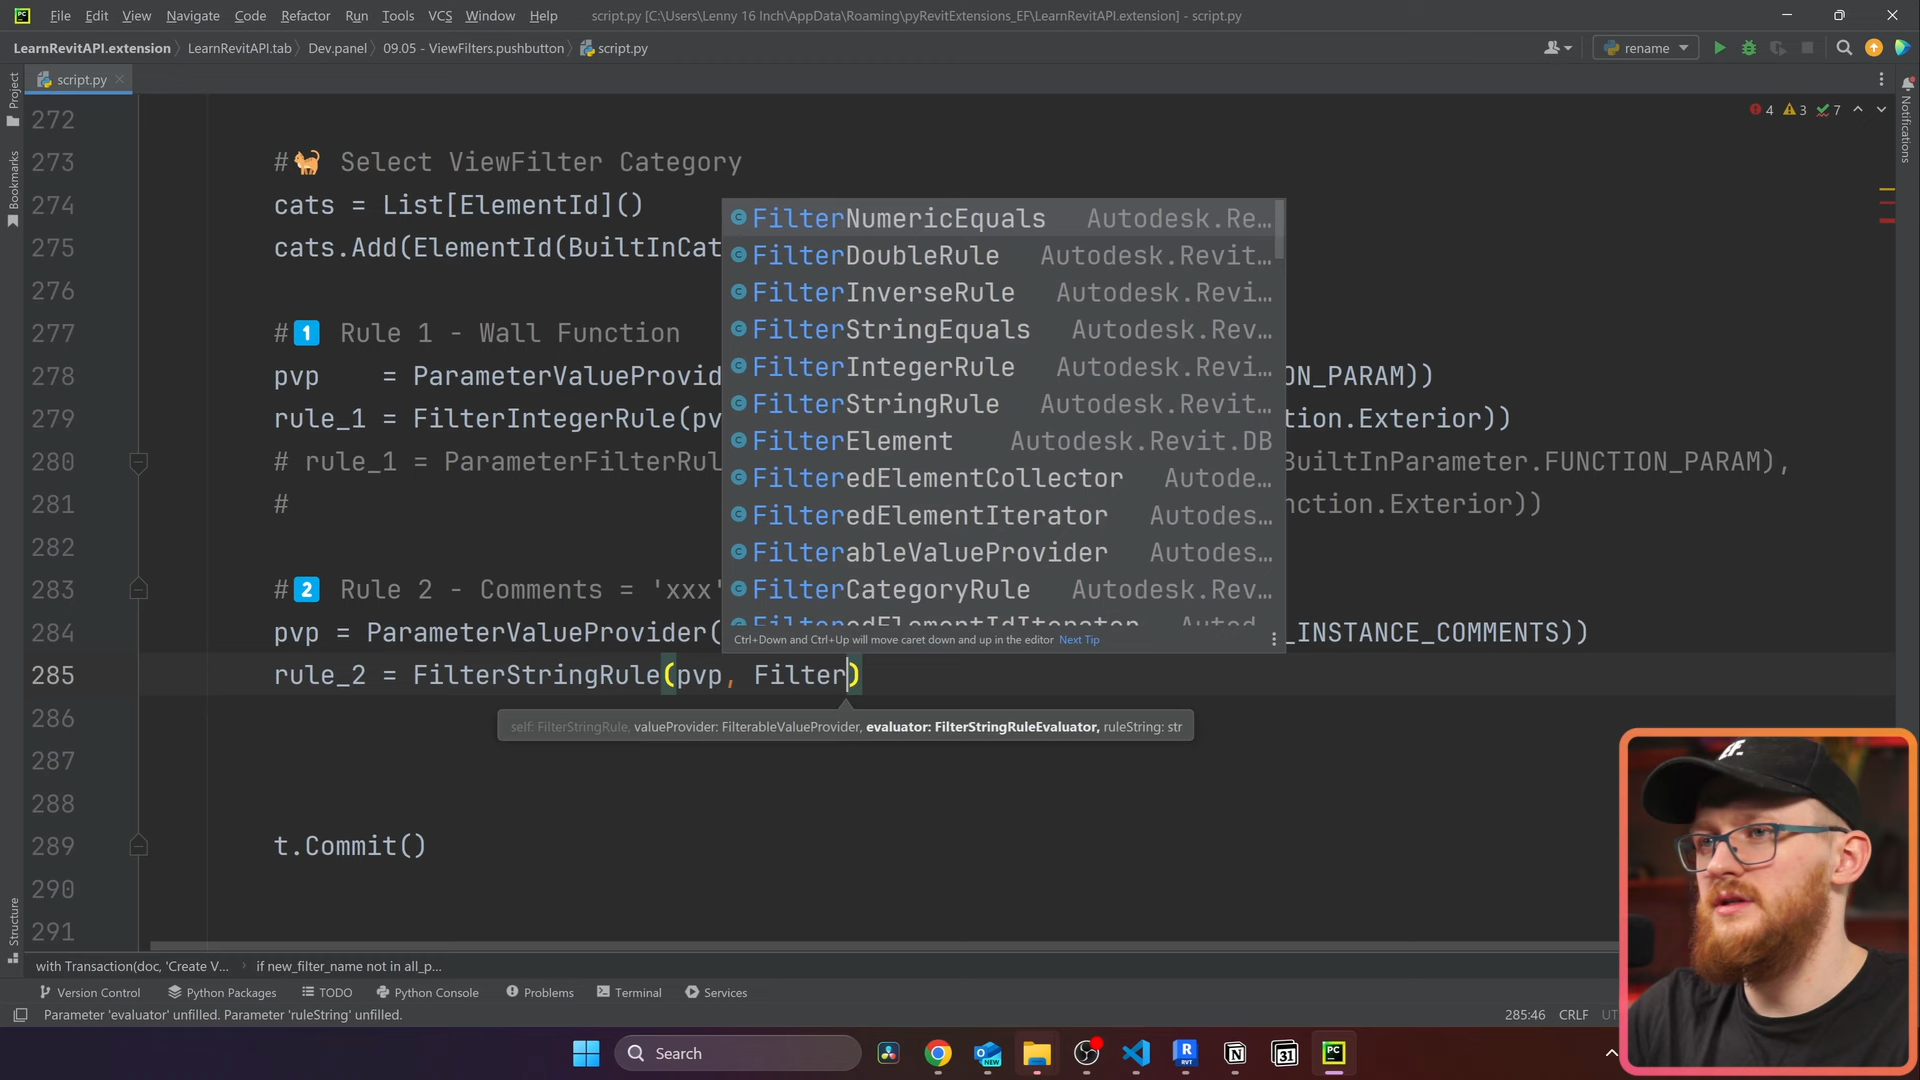 File Edit View Navigate Code Refactor Run Tools VCS Window Help script.py [C:\Users\Lenny 16 Inch\AppData\Roaming\pyRevitExtensions_EF\LearnRevitAPI.extension] - script.py
LearnRevitAPI.extension LearnRevitAPI.tab Dev.panel 09.05 - ViewFilters.pushbutton script.py rename
script.py
Project
Bookmarks
Structure
Notifications
4 3 7
272
273 # Select ViewFilter Category
274 cats = List[ElementId]()
275 cats.Add(ElementId(BuiltInCat
276
277 #1 Rule 1 - Wall Function
278 pvp = ParameterValueProvid ON_PARAM))
279 rule_1 = FilterIntegerRule(pv tion.Exterior))
280 # rule_1 = ParameterFilterRul BuiltInParameter.FUNCTION_PARAM),
281 # nction.Exterior))
282
283 #2 Rule 2 - Comments = 'xxx'
284 pvp = ParameterValueProvider( _INSTANCE_COMMENTS))
285 rule_2 = FilterStringRule(pvp, Filter)
286
287
288
289 t.Commit()
290
291
FilterNumericEquals Autodesk.Re...
FilterDoubleRule Autodesk.Revit...
FilterInverseRule Autodesk.Revi...
FilterStringEquals Autodesk.Rev...
FilterIntegerRule Autodesk.Revi...
FilterStringRule Autodesk.Revit...
FilterElement Autodesk.Revit.DB
FilteredElementCollector Autode...
FilteredElementIterator Autodes...
FilterableValueProvider Autodes...
FilterCategoryRule Autodesk.Rev...
FilteredElementIdIterator Autod
Ctrl+Down and Ctrl+Up will move caret down and up in the editor Next Tip
self: FilterStringRule, valueProvider: FilterableValueProvider, evaluator: FilterStringRuleEvaluator, ruleString: str
with Transaction(doc, 'Create V... if new_filter_name not in all_p...
Version Control Python Packages TODO Python Console Problems Terminal Services
Parameter 'evaluator' unfilled. Parameter 'ruleString' unfilled. 285:46 CRLF UT
Search